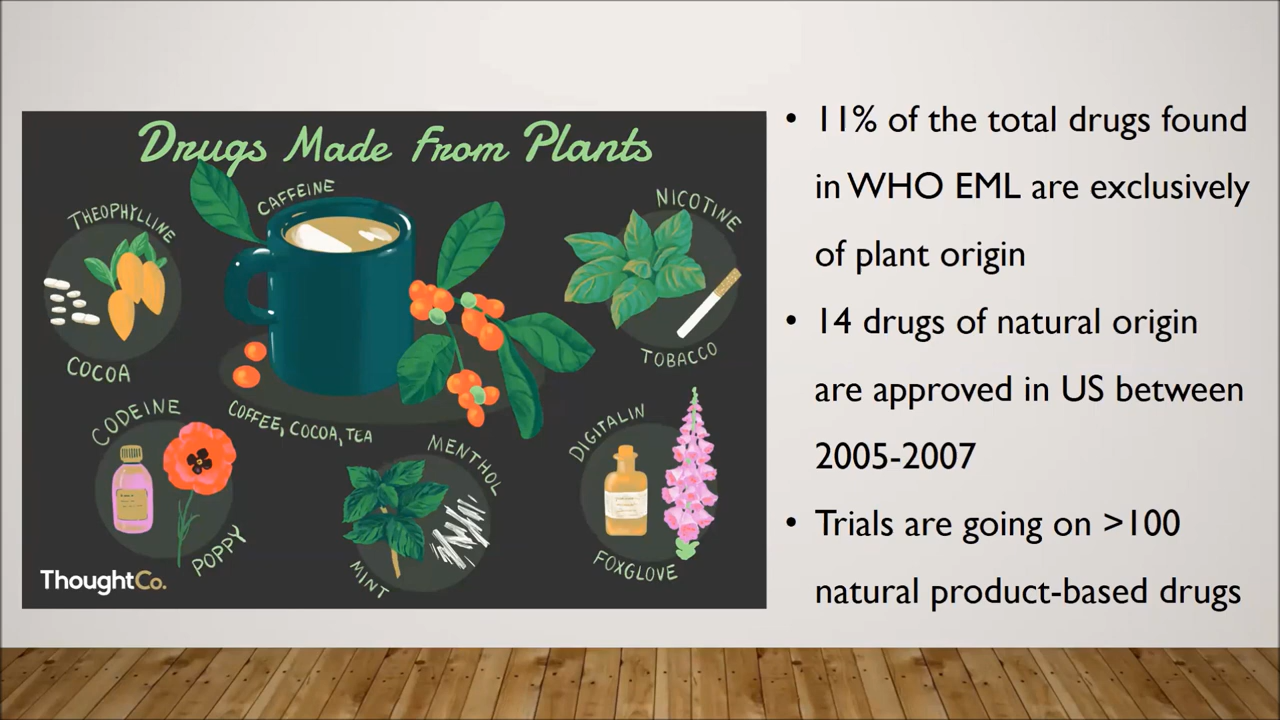 Drugs Made From Plants
CAFFEINE
THEOPHYLLINE
NICOTINE
COCOA
TOBACCO
COFFEE, COCOA, TEA
CODEINE
MENTHOL
DIGITALIN
POPPY
MINT
FOXGLOVE
ThoughtCo.
• 11% of the total drugs found
in WHO EML are exclusively
of plant origin
• 14 drugs of natural origin
are approved in US between
2005-2007
• Trials are going on >100
natural product-based drugs